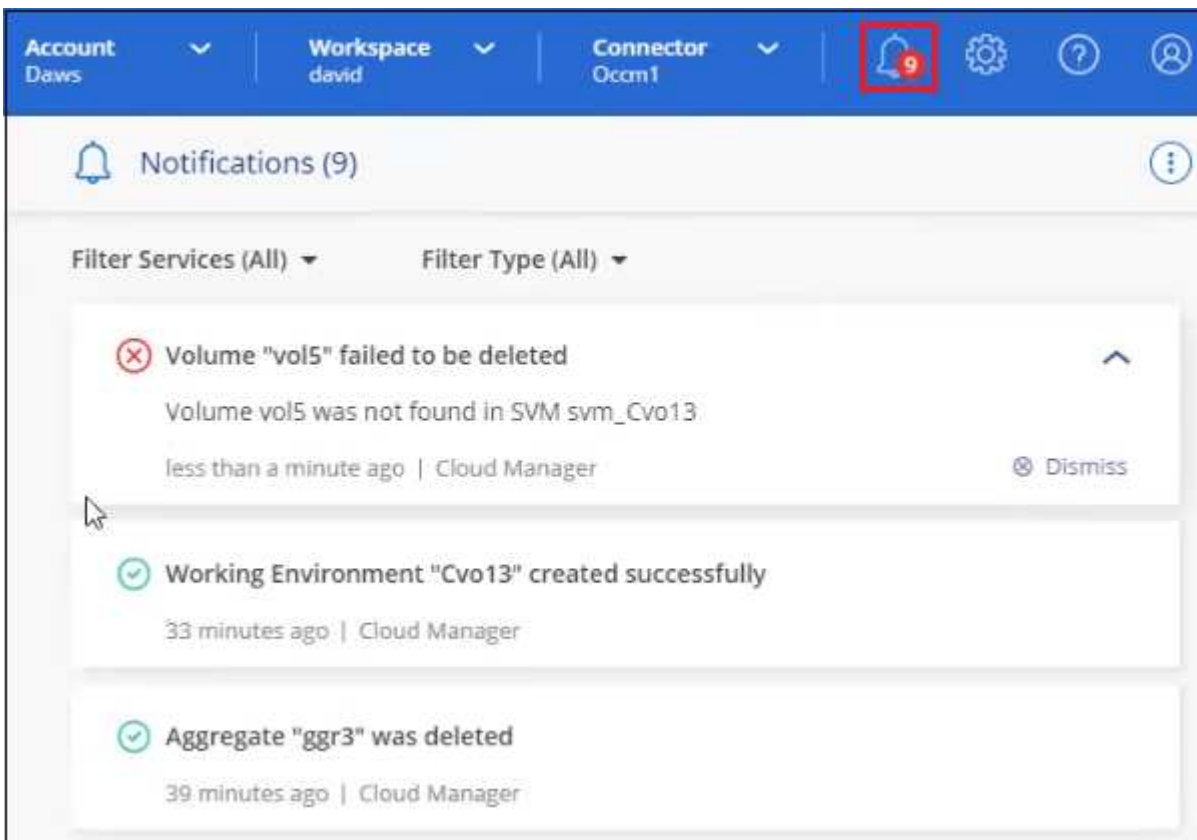 Account Workspace Connector
Daws david Occm1 9
Notifications (9)
Filter Services (All) Filter Type (All)
Volume "vol5" failed to be deleted
Volume vol5 was not found in SVM svm_Cvo13
less than a minute ago | Cloud Manager Dismiss
Working Environment "Cvo13" created successfully
33 minutes ago | Cloud Manager
Aggregate "ggr3" was deleted
39 minutes ago | Cloud Manager